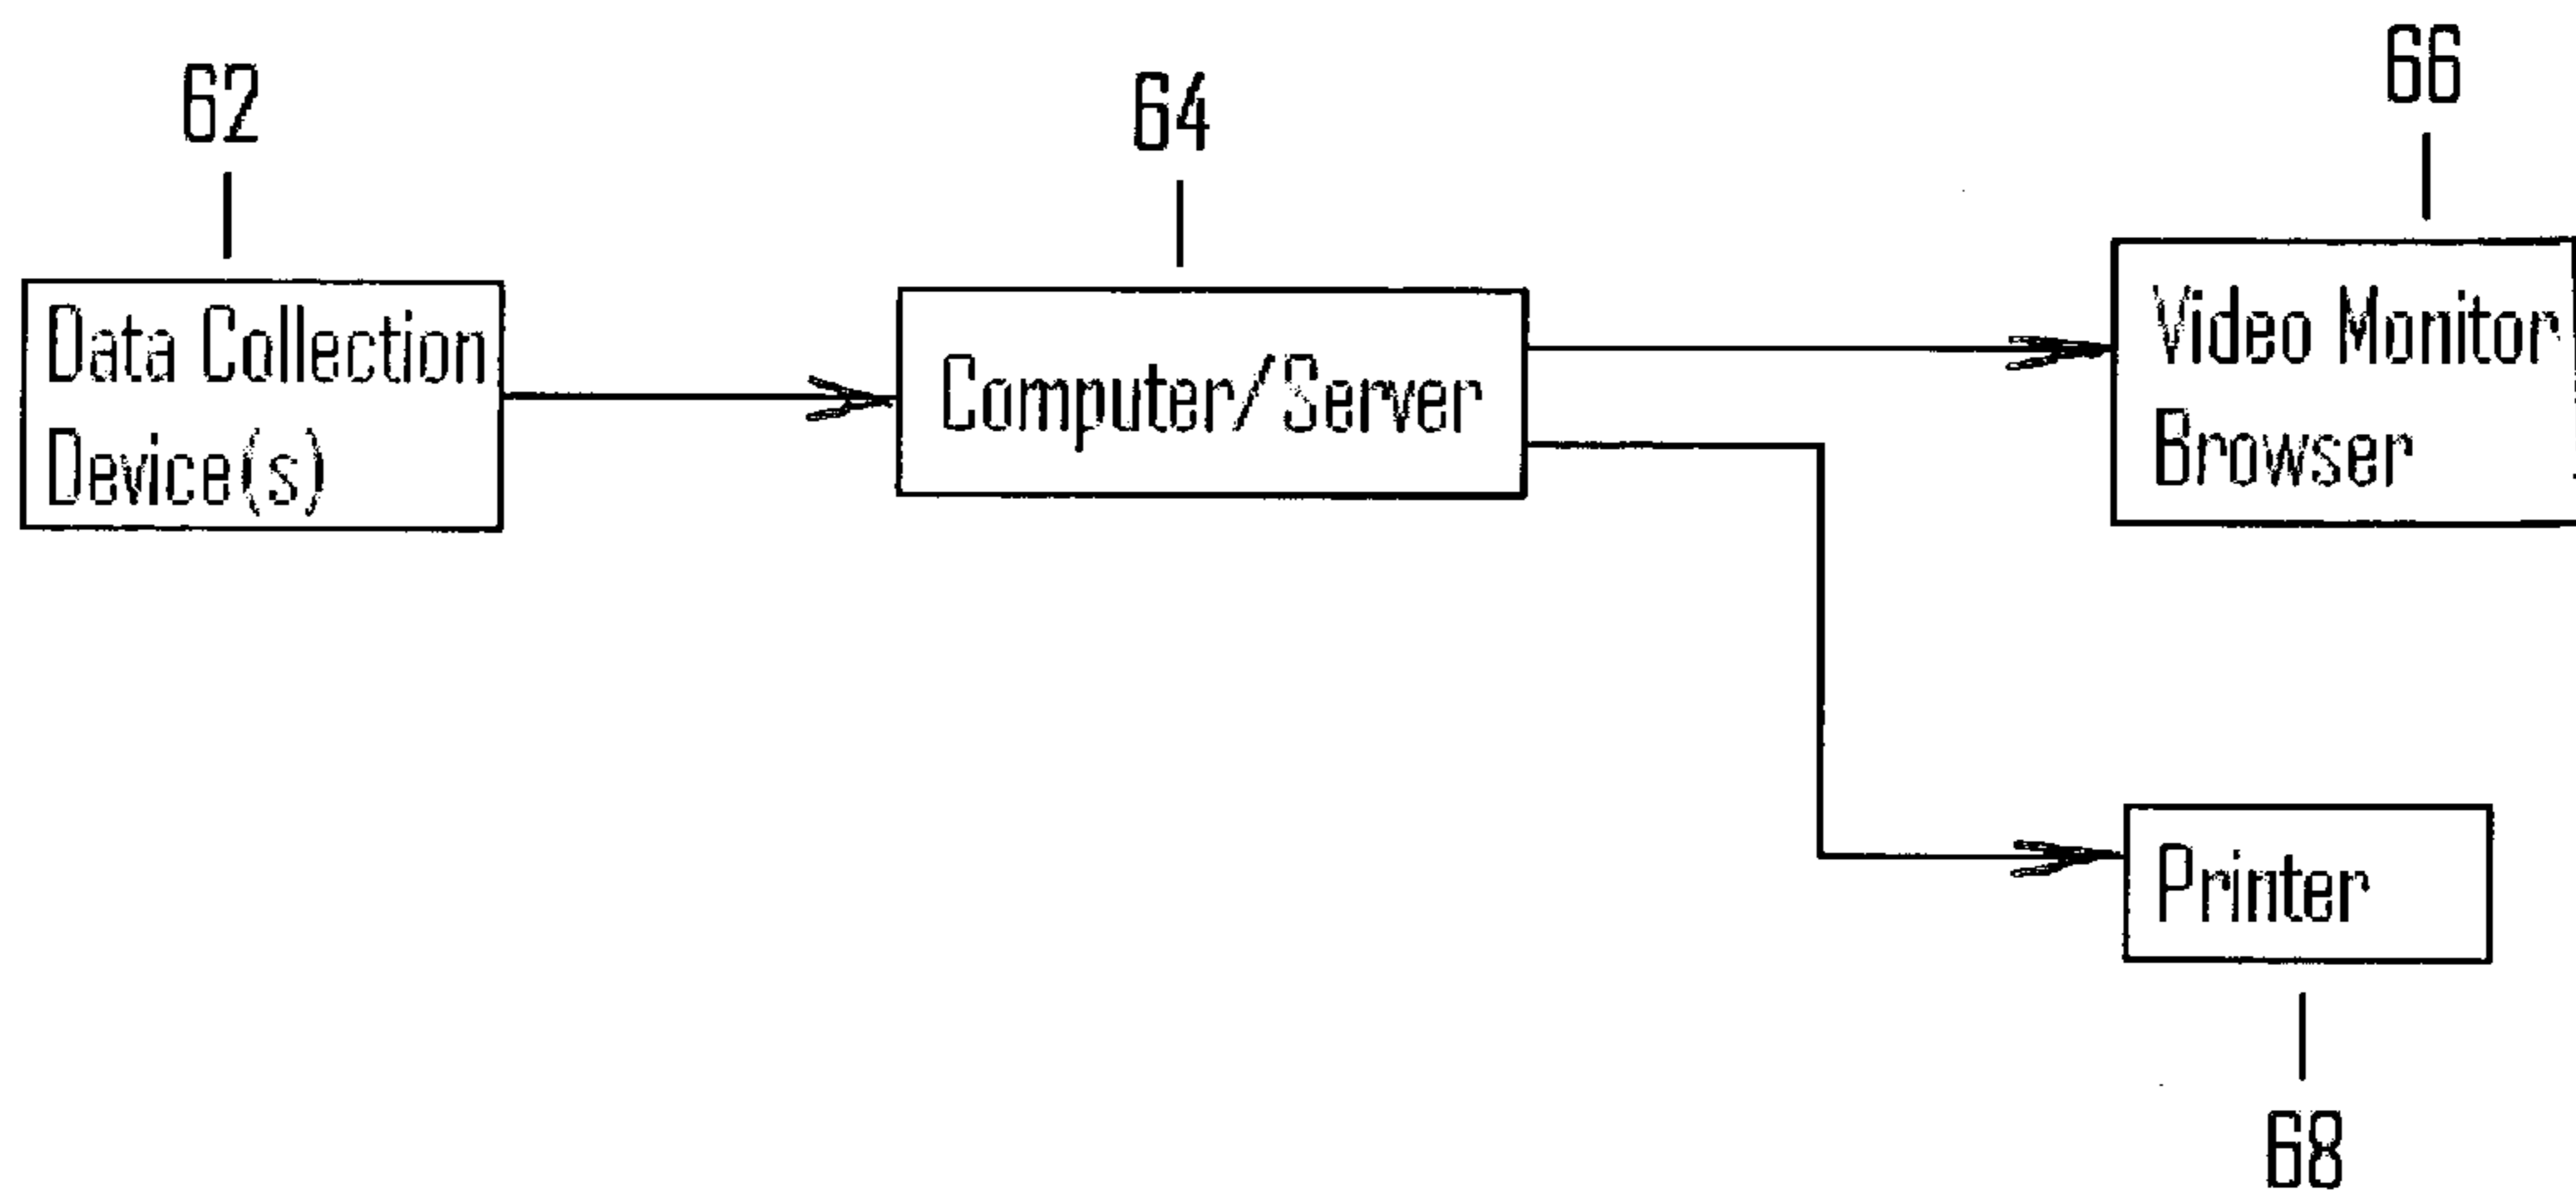 62
64
66
Data Collection
Device(s)
Computer/Server
Video Monitor
Browser
Printer
68